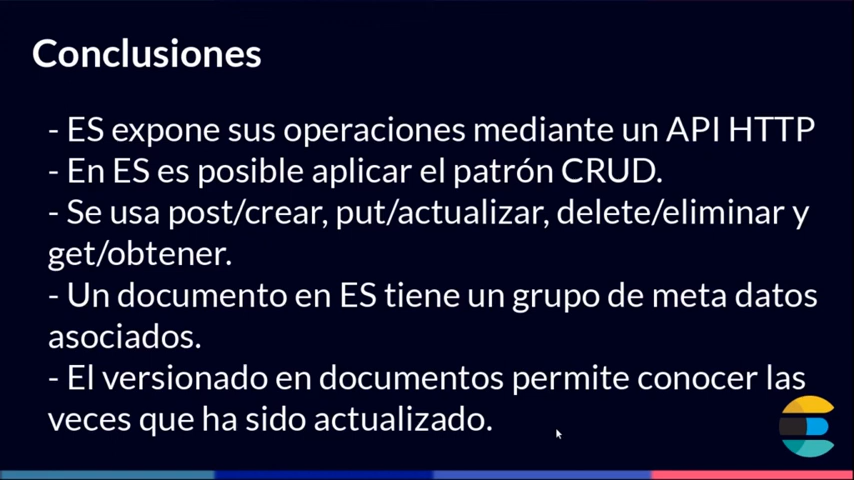 Conclusiones
- ES expone sus operaciones mediante un API HTTP
- En ES es posible aplicar el patrón CRUD.
- Se usa post/crear, put/actualizar, delete/eliminar y
get/obtener.
- Un documento en ES tiene un grupo de meta datos
asociados.
- El versionado en documentos permite conocer las
veces que ha sido actualizado.